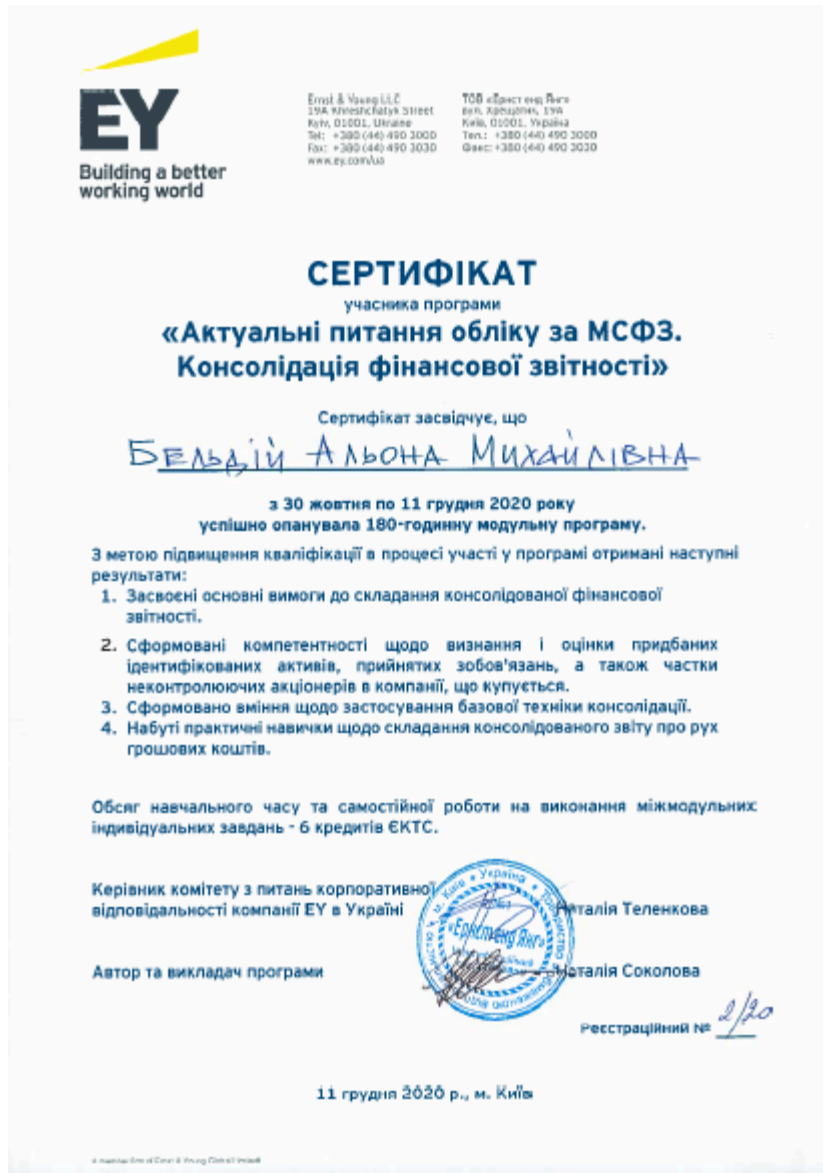 EY
Building a better
working world
Ernst & Young LLC
19A Khreshchatyk Street
Kyiv, 01001, Ukraine
Tel: +380 (44) 490 3000
Fax: +380 (44) 490 3030
www.ey.com/ua
ТОВ «Ернст енд Янг»
вул. Хрещатик, 19А
Київ, 01001, Україна
Тел.: +380 (44) 490 3000
Факс: +380 (44) 490 3030
СЕРТИФІКАТ
учасника програми
«Актуальні питання обліку за МСФЗ.
Консолідація фінансової звітності»
Сертифікат засвідчує, що
Бельдій Альона Михайлівна
з 30 жовтня по 11 грудня 2020 року
успішно опанувала 180-годинну модульну програму.
З метою підвищення кваліфікації в процесі участі у програмі отримані наступні
результати:
1. Засвоєні основні вимоги до складання консолідованої фінансової
звітності.
2. Сформовані компетентності щодо визнання і оцінки придбаних
ідентифікованих активів, прийнятих зобов'язань, а також частки
неконтролюючих акціонерів в компанії, що купується.
3. Сформовано вміння щодо застосування базової техніки консолідації.
4. Набуті практичні навички щодо складання консолідованого звіту про рух
грошових коштів.
Обсяг навчального часу та самостійної роботи на виконання міжмодульних
індивідуальних завдань - 6 кредитів ЄКТС.
Керівник комітету з питань корпоративної
відповідальності компанії EY в Україні
Наталія Теленкова
«Ернст енд Янг»
м. Київ * Україна *
Автор та викладач програми
Наталія Соколова
Реєстраційний № 2/20
11 грудня 2020 р., м. Київ
A member firm of Ernst & Young Global Limited